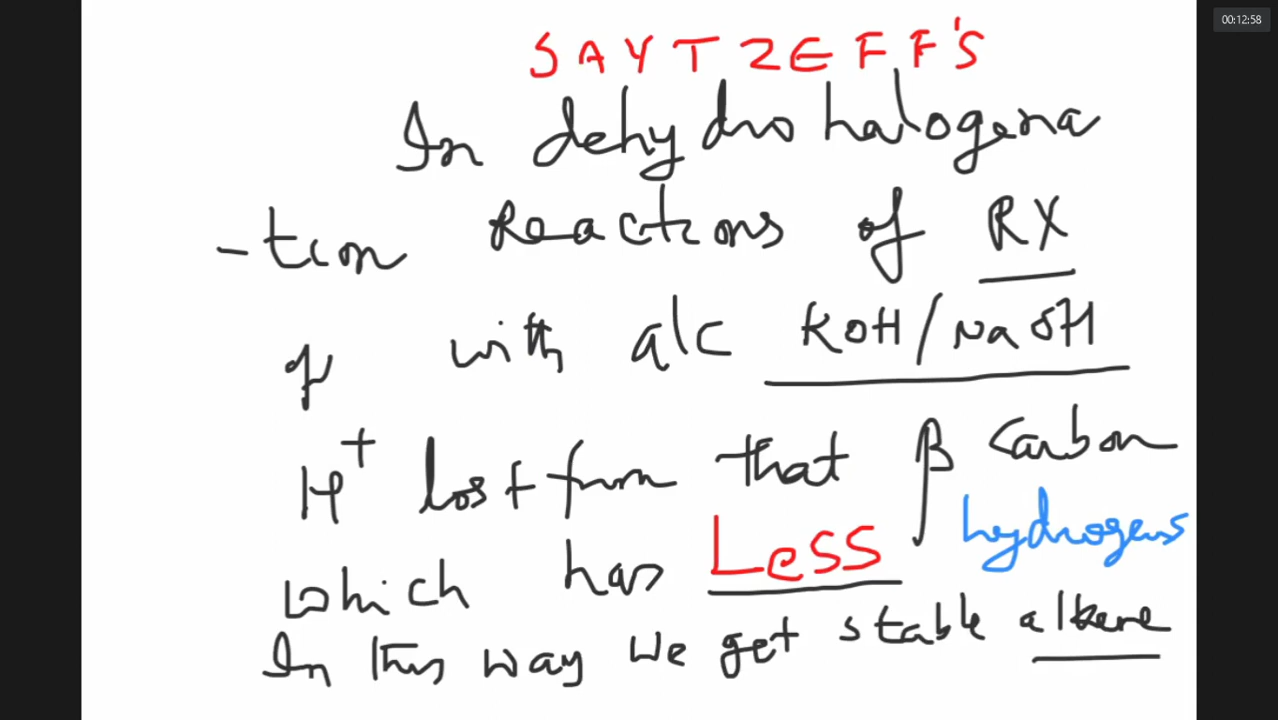 00:12:58
SAYTZEFF'S
In dehydrohalogena
-tion Reactions of RX
if with alc KOH/NaOH
H+ lost from that β carbon
which has Less hydrogens
In this way we get stable alkene